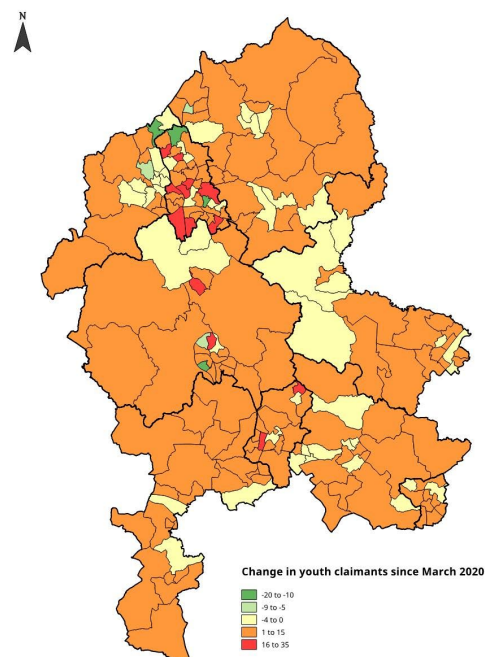 N
Change in youth claimants since March 2020
-20 to -10
-9 to -5
-4 to 0
1 to 15
16 to 35